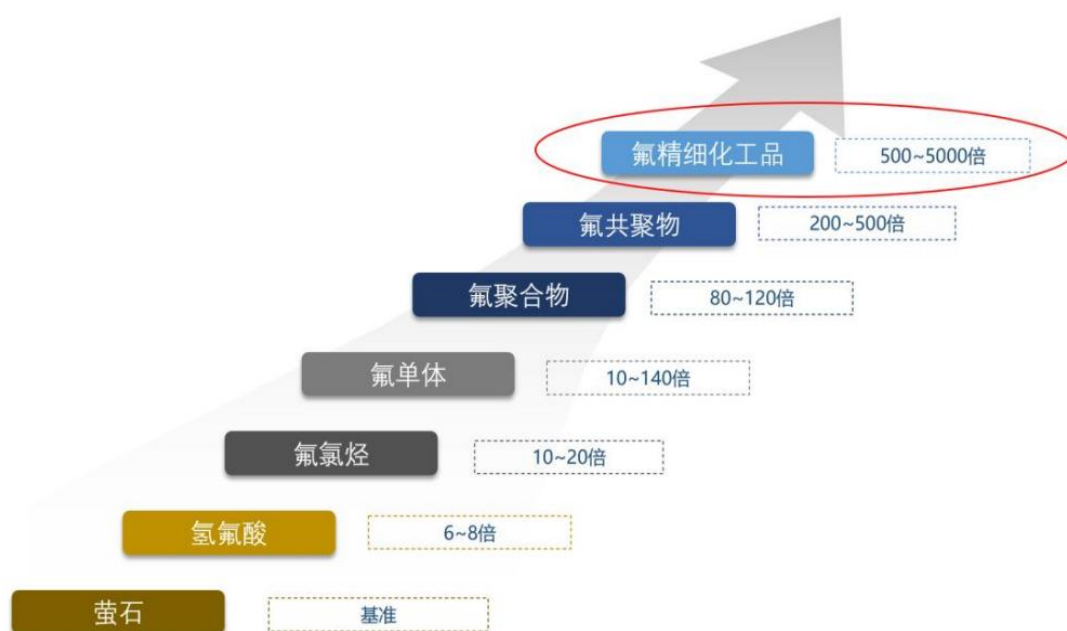 氟精细化工品 500~5000倍
氟共聚物 200~500倍
氟聚合物 80~120倍
氟单体 10~140倍
氟氯烃 10~20倍
氢氟酸 6~8倍
萤石 基准